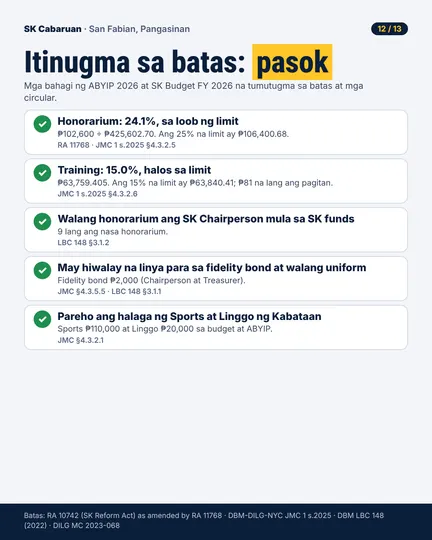 SK Cabaruan · San Fabian, Pangasinan
12 / 13
Itinugma sa batas: pasok
Mga bahagi ng ABYIP 2026 at SK Budget FY 2026 na tumutugma sa batas at mga
circular.
Honorarium: 24.1%, sa loob ng limit
₱102,600 ÷ ₱425,602.70. Ang 25% na limit ay ₱106,400.68.
RA 11768 · JMC 1 s.2025 §4.3.2.5
Training: 15.0%, halos sa limit
₱63,759.405. Ang 15% na limit ay ₱63,840.41; ₱81 na lang ang pagitan.
JMC 1 s.2025 §4.3.2.6
Walang honorarium ang SK Chairperson mula sa SK funds
9 lang ang nasa honorarium.
LBC 148 §3.1.2
May hiwalay na linya para sa fidelity bond at walang uniform
Fidelity bond ₱2,000 (Chairperson at Treasurer).
JMC §4.3.5.5 · LBC 148 §3.1.1
Pareho ang halaga ng Sports at Linggo ng Kabataan
Sports ₱110,000 at Linggo ₱20,000 sa budget at ABYIP.
JMC §4.3.2.1
Batas: RA 10742 (SK Reform Act) as amended by RA 11768 · DBM-DILG-NYC JMC 1 s.2025 · DBM LBC 148
(2022) · DILG MC 2023-068